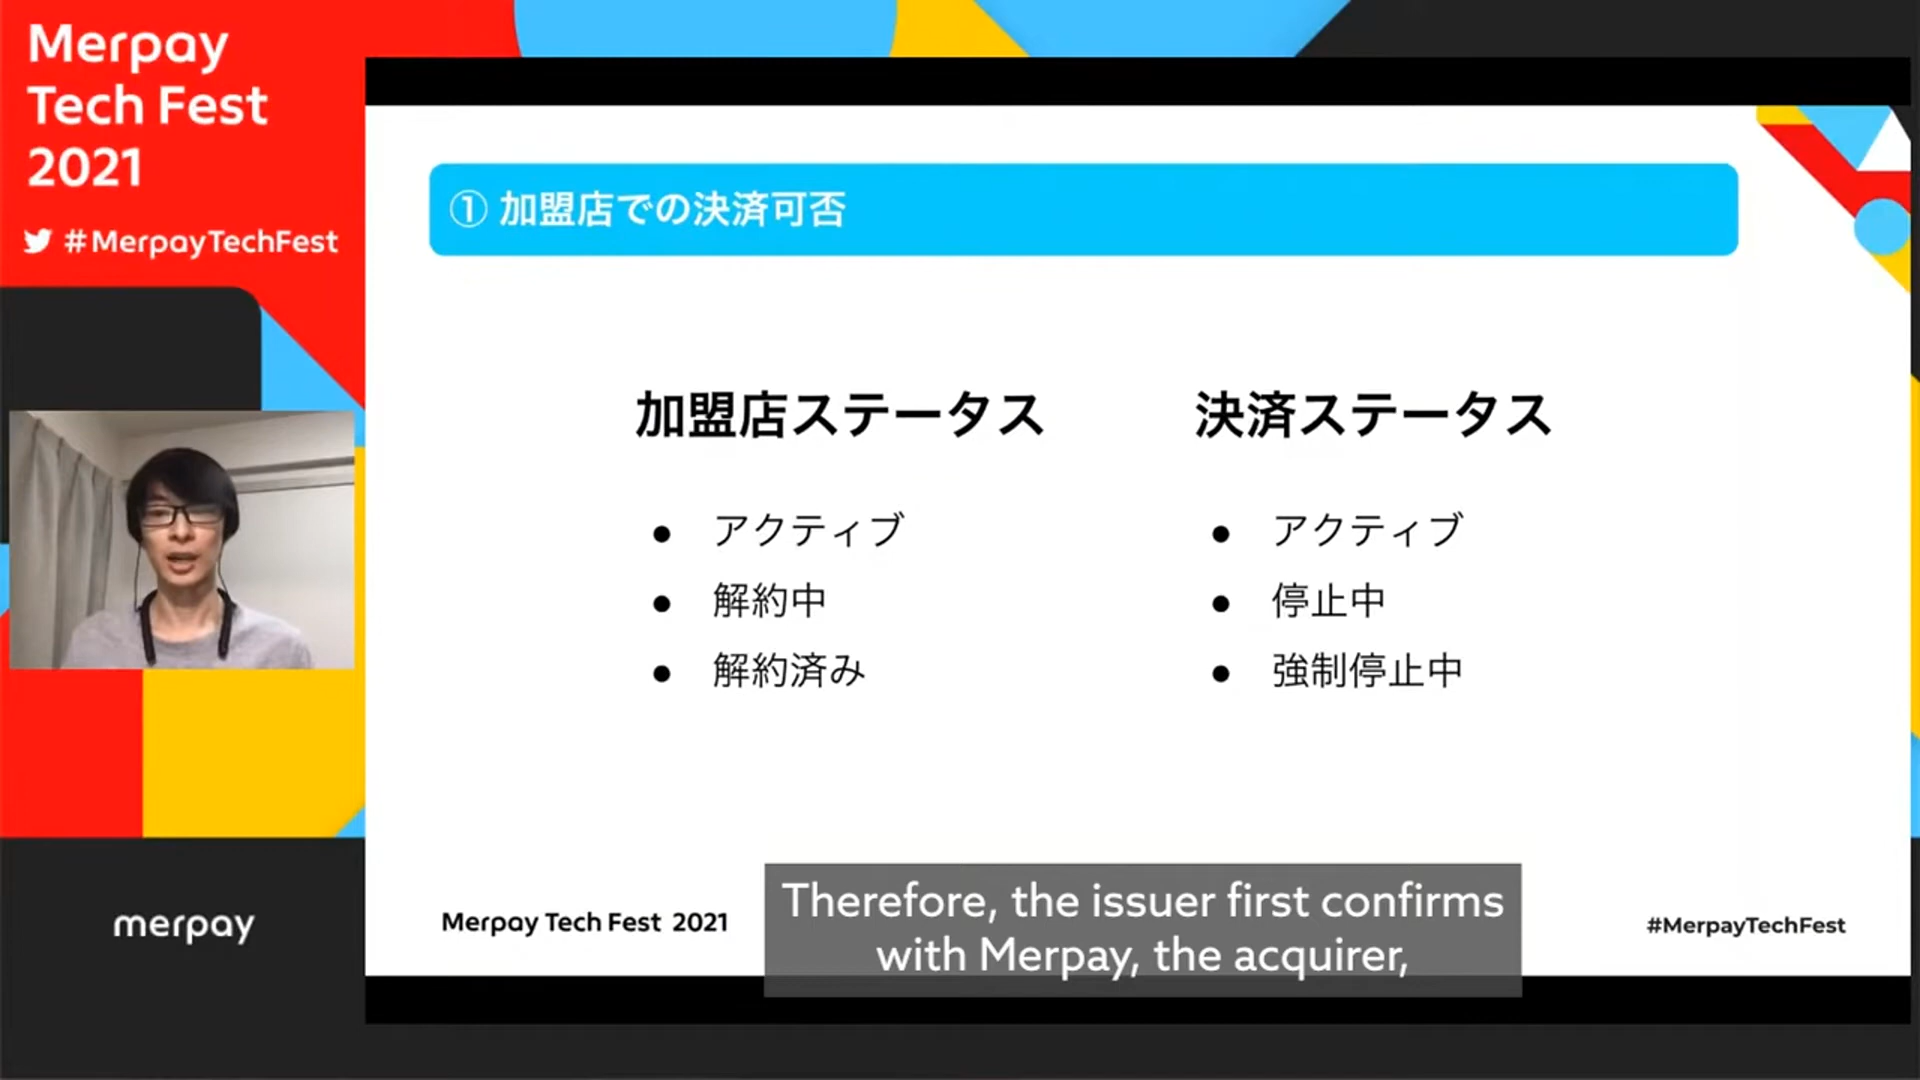 Merpay
Tech Fest
2021
#MerpayTechFest
① 加盟店での決済可否
加盟店ステータス
● アクティブ
● 解約中
● 解約済み
決済ステータス
● アクティブ
● 停止中
● 強制停止中
merpay
Merpay Tech Fest 2021
Therefore, the issuer first confirms
with Merpay, the acquirer,
#MerpayTechFest